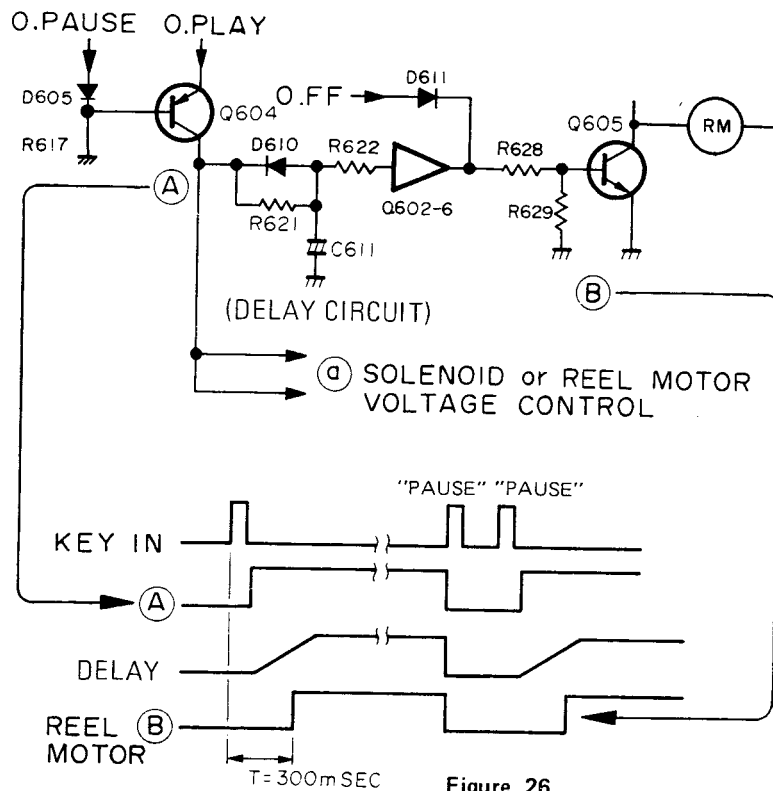 O.PAUSE O.PLAY
D605
Q604
R617
O.FF
D611
D610
R622
Q602-6
R621
C611
R628
R629
Q605
RM
A
B
(DELAY CIRCUIT)
a SOLENOID or REEL MOTOR
VOLTAGE CONTROL
"PAUSE" "PAUSE"
KEY IN
A
DELAY
REEL B
MOTOR
T=300mSEC
Figure 26